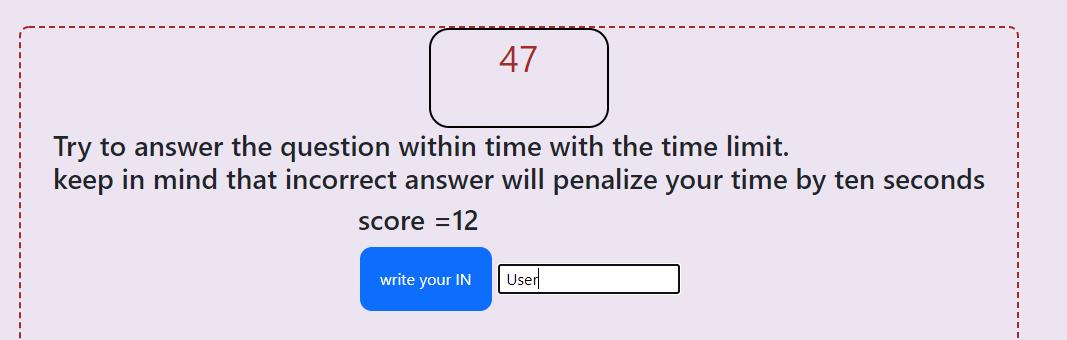 47
Try to answer the question within time with the time limit.
keep in mind that incorrect answer will penalize your time by ten seconds
score =12
write your IN User